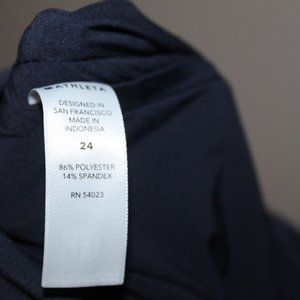 ATHLETA
DESIGNED IN
SAN FRANCISCO
MADE IN
INDONESIA
24
86% POLYESTER
14% SPANDEX
RN 54023